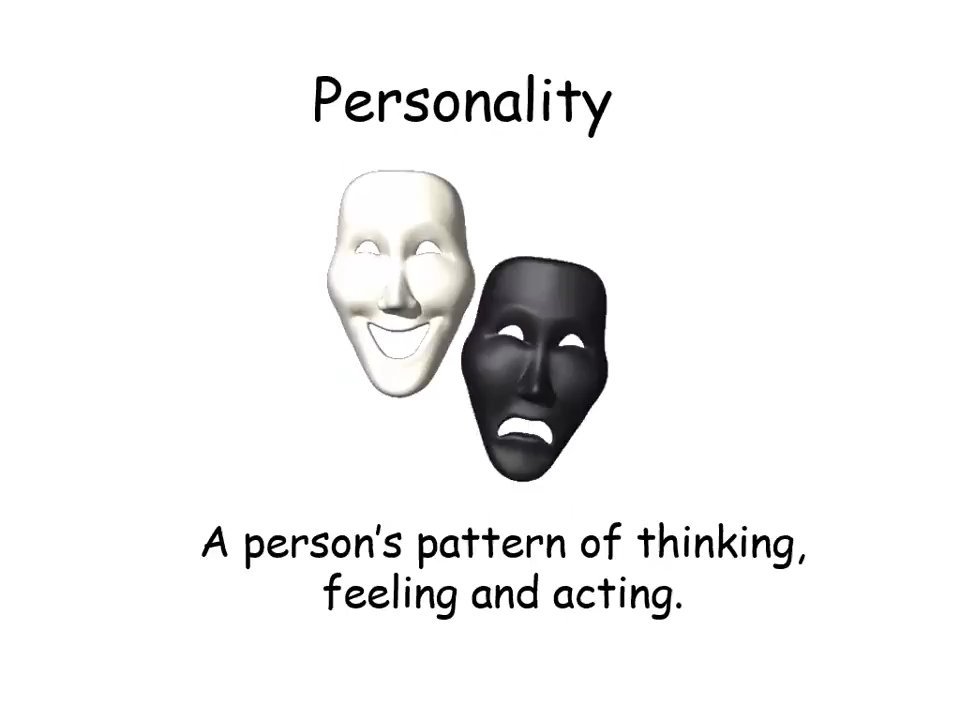 Personality
A person's pattern of thinking,
feeling and acting.